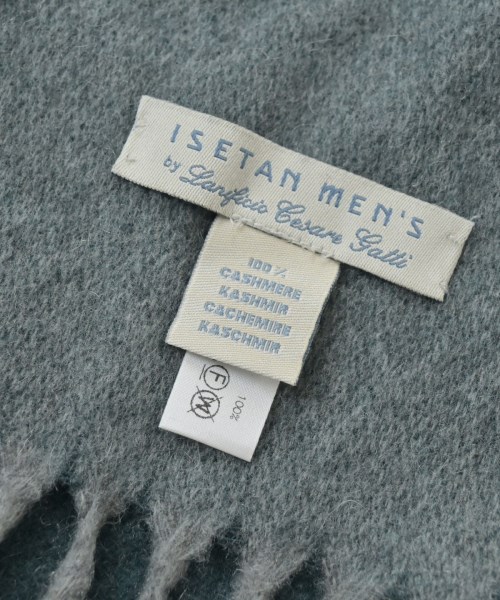 ISETAN MEN'S
by Lanificio Cesare Gatti
100%
CASHMERE
KASHMIR
CACHEMIRE
KASCHMIR
F W
100%